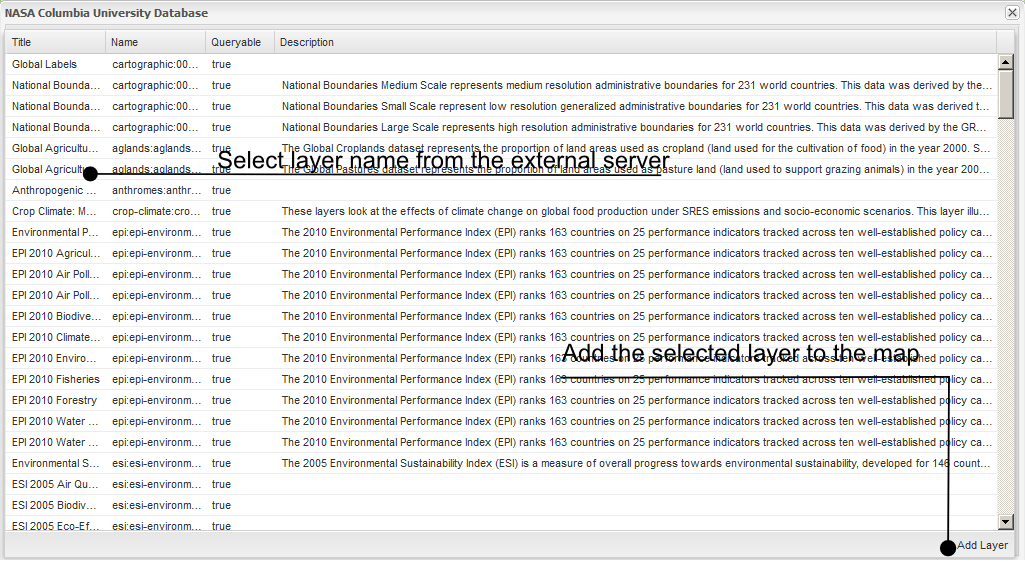 NASA Columbia University Database
Title Name Queryable Description
Global Labels cartographic:00... true
National Bounda... cartographic:00... true National Boundaries Medium Scale represents medium resolution administrative boundaries for 231 world countries. This data was derived by the...
National Bounda... cartographic:00... true National Boundaries Small Scale represent low resolution generalized administrative boundaries for 231 world countries. This data was derived t...
National Bounda... cartographic:00... true National Boundaries Large Scale represents high resolution administrative boundaries for 231 world countries. This data was derived by the GR...
Global Agricultu... aglands:aglands... true The Global Croplands dataset represents the proportion of land areas used as cropland (land used for the cultivation of food) in the year 2000. S...
Select layer name from the external server
Global Agricultu... aglands:aglands... true The Global Pastures dataset represents the proportion of land areas used as pasture land (land used to support grazing animals) in the year 200...
Anthropogenic ... anthromes:anthr... true
Crop Climate: M... crop-climate:cro... true These layers look at the effects of climate change on global food production under SRES emissions and socio-economic scenarios. This layer illu...
Environmental P... epi:epi-environm... true The 2010 Environmental Performance Index (EPI) ranks 163 countries on 25 performance indicators tracked across ten well-established policy ca...
EPI 2010 Agricul... epi:epi-environm... true The 2010 Environmental Performance Index (EPI) ranks 163 countries on 25 performance indicators tracked across ten well-established policy ca...
EPI 2010 Air Poll... epi:epi-environm... true The 2010 Environmental Performance Index (EPI) ranks 163 countries on 25 performance indicators tracked across ten well-established policy ca...
EPI 2010 Air Poll... epi:epi-environm... true The 2010 Environmental Performance Index (EPI) ranks 163 countries on 25 performance indicators tracked across ten well-established policy ca...
EPI 2010 Biodive... epi:epi-environm... true The 2010 Environmental Performance Index (EPI) ranks 163 countries on 25 performance indicators tracked across ten well-established policy ca...
EPI 2010 Climate... epi:epi-environm... true The 2010 Environmental Performance Index (EPI) ranks 163 countries on 25 performance indicators tracked across ten well-established policy ca...
Add the selected layer to the map
EPI 2010 Enviro... epi:epi-environm... true The 2010 Environmental Performance Index (EPI) ranks 163 countries on 25 performance indicators tracked across ten well-established policy ca...
EPI 2010 Fisheries epi:epi-environm... true The 2010 Environmental Performance Index (EPI) ranks 163 countries on 25 performance indicators tracked across ten well-established policy ca...
EPI 2010 Forestry epi:epi-environm... true The 2010 Environmental Performance Index (EPI) ranks 163 countries on 25 performance indicators tracked across ten well-established policy ca...
EPI 2010 Water ... epi:epi-environm... true The 2010 Environmental Performance Index (EPI) ranks 163 countries on 25 performance indicators tracked across ten well-established policy ca...
EPI 2010 Water ... epi:epi-environm... true The 2010 Environmental Performance Index (EPI) ranks 163 countries on 25 performance indicators tracked across ten well-established policy ca...
Environmental S... esi:esi-environm... true The 2005 Environmental Sustainability Index (ESI) is a measure of overall progress towards environmental sustainability, developed for 146 count...
ESI 2005 Air Qu... esi:esi-environm... true
ESI 2005 Biodiv... esi:esi-environm... true
ESI 2005 Eco-Ef... esi:esi-environm... true
Add Layer